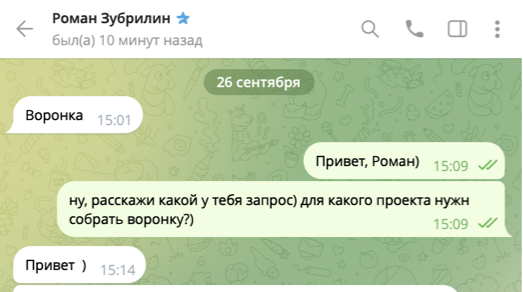 Роман Зубрилин
был(а) 10 минут назад
26 сентября
Воронка 15:01
Привет, Роман) 15:09
ну, расскажи какой у тебя запрос) для какого проекта нужн
собрать воронку?) 15:09
Привет ) 15:14